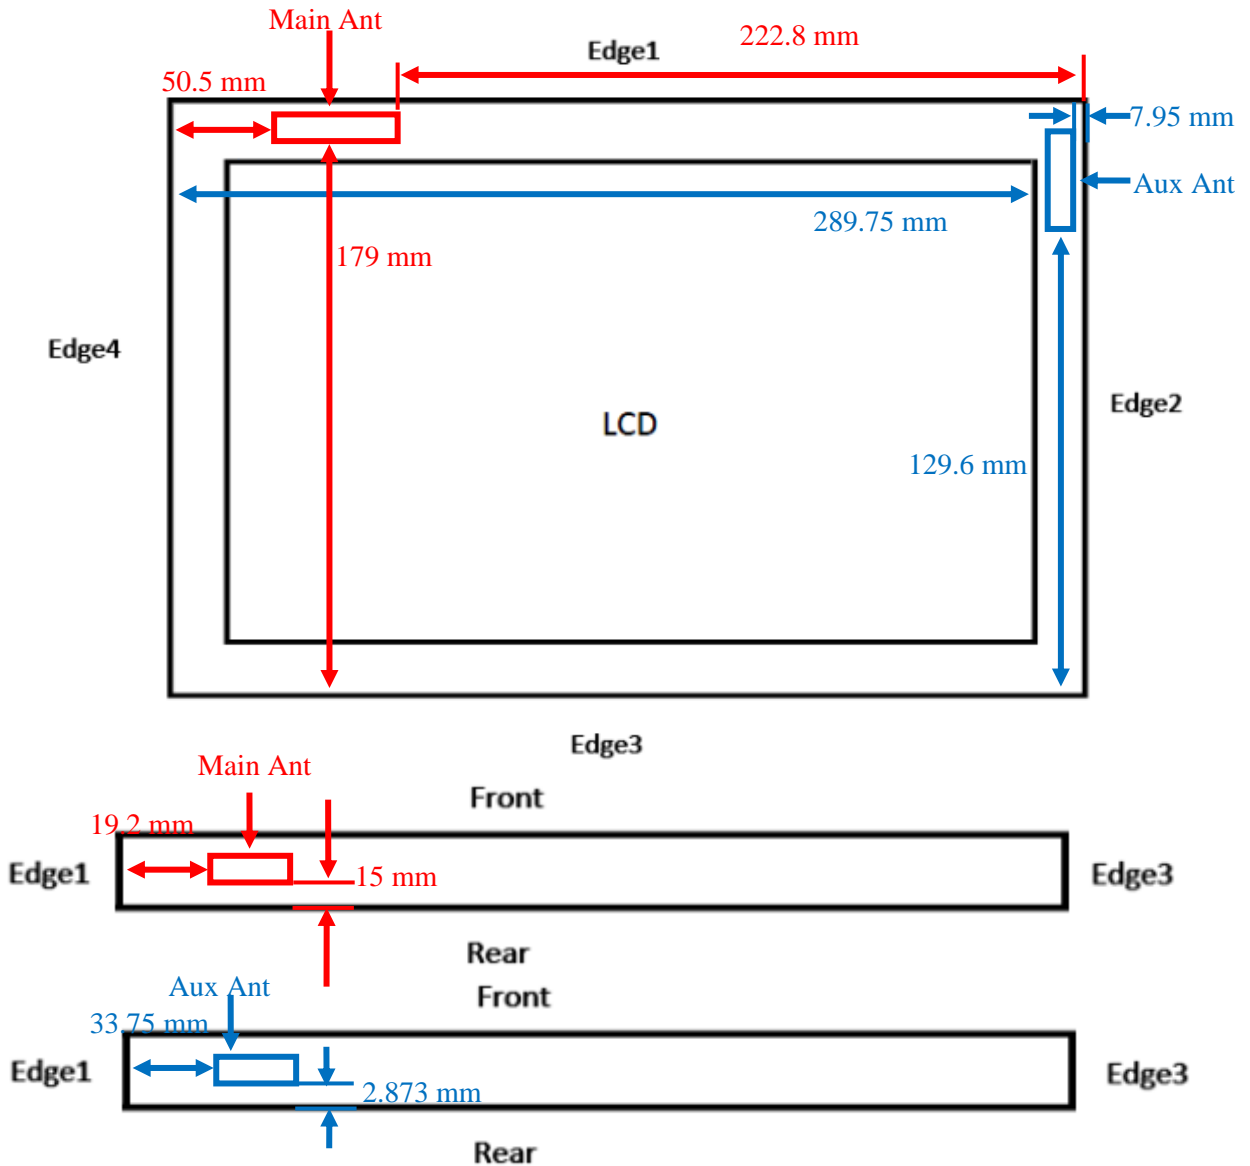 Main Ant
Edge1
222.8 mm
50.5 mm
7.95 mm
Aux Ant
289.75 mm
179 mm
Edge4
Edge2
LCD
129.6 mm
Edge3
Main Ant
Front
19.2 mm
Edge1
15 mm
Edge3
Rear
Aux Ant
Front
33.75 mm
Edge1
2.873 mm
Edge3
Rear